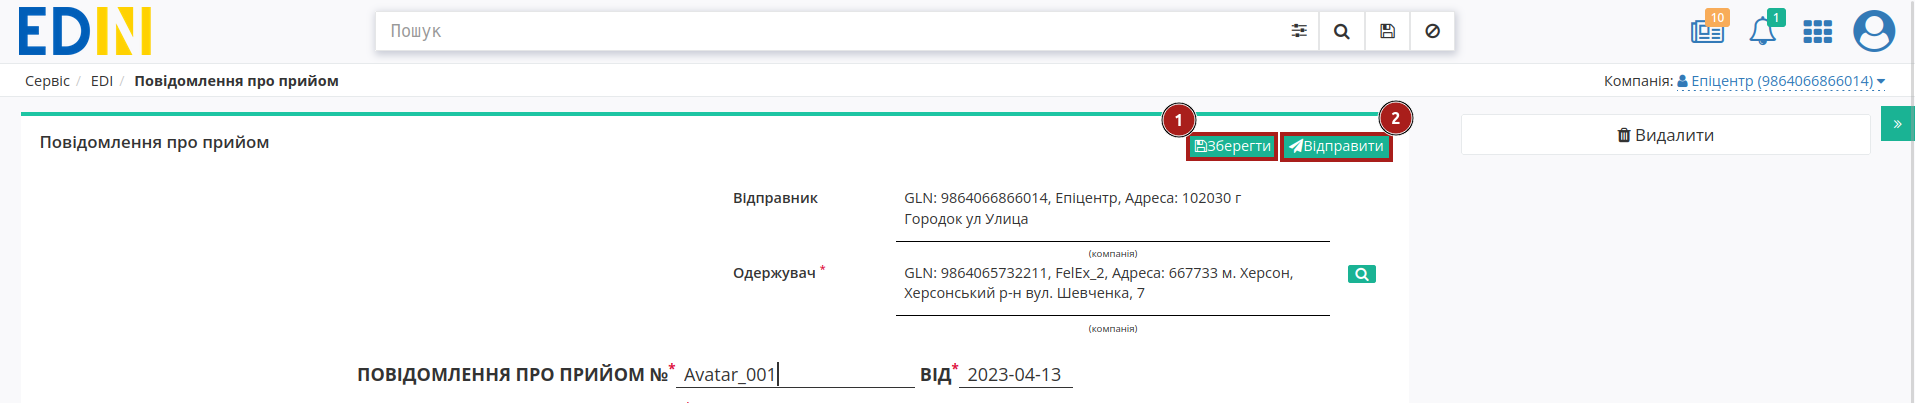 EDIN
Пошук
10
1
Сервіс / EDI / Повідомлення про прийом
Компанія: Епіцентр (9864066866014)
1
2
»
Повідомлення про прийом
Зберегти
Відправити
Видалити
Відправник
GLN: 9864066866014, Епіцентр, Адреса: 102030 г
Городок ул Улица
(компанія)
Одержувач *
GLN: 9864065732211, FelEx_2, Адреса: 667733 м. Херсон,
Херсонський р-н вул. Шевченка, 7
(компанія)
ПОВІДОМЛЕННЯ ПРО ПРИЙОМ №* Avatar_001 ВІД* 2023-04-13